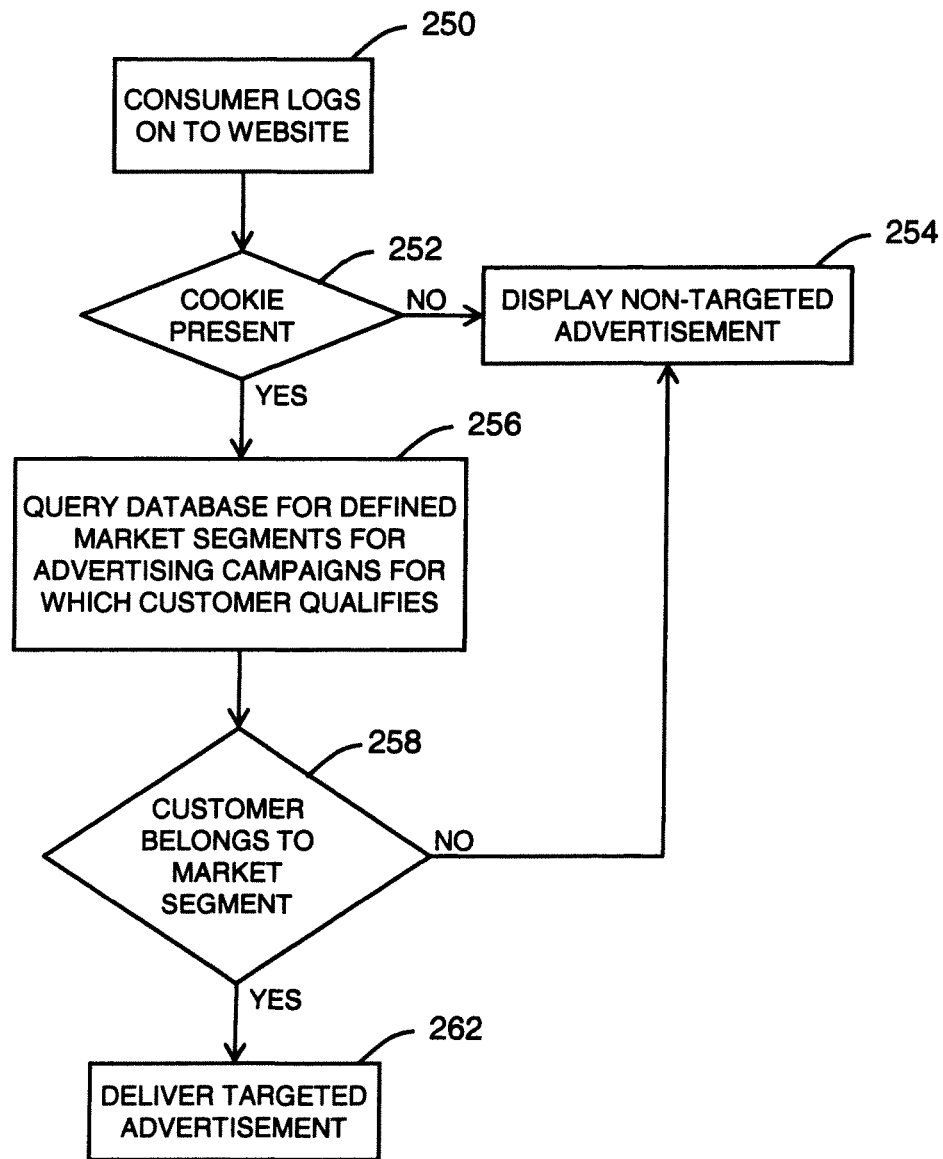 250
CONSUMER LOGS
ON TO WEBSITE
252
254
COOKIE
PRESENT
NO
DISPLAY NON-TARGETED
ADVERTISEMENT
YES
256
QUERY DATABASE FOR DEFINED
MARKET SEGMENTS FOR
ADVERTISING CAMPAIGNS FOR
WHICH CUSTOMER QUALIFIES
258
CUSTOMER
BELONGS TO
MARKET
SEGMENT
NO
YES
262
DELIVER TARGETED
ADVERTISEMENT